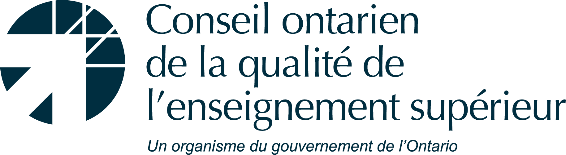 Conseil ontarien
de la qualité de
l'enseignement supérieur
Un organisme du gouvernement de l'Ontario